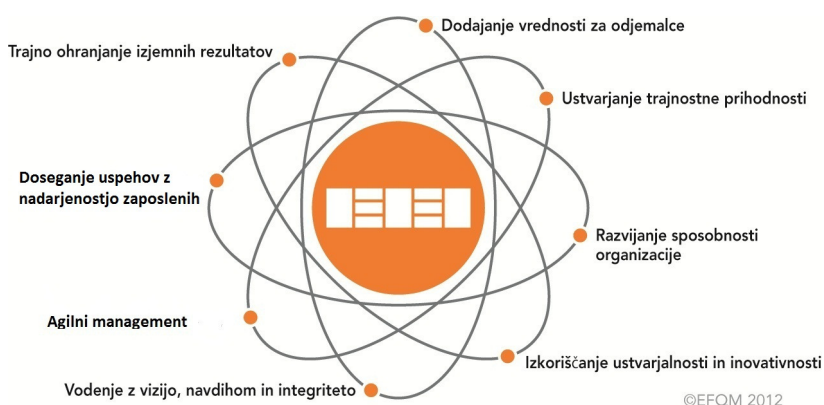 Dodajanje vrednosti za odjemalce
Trajno ohranjanje izjemnih rezultatov
Ustvarjanje trajnostne prihodnosti
Doseganje uspehov z
nadarjenostjo zaposlenih
Razvijanje sposobnosti
organizacije
Agilni management
Izkoriščanje ustvarjalnosti in inovativnosti
Vodenje z vizijo, navdihom in integriteto
©EFQM 2012